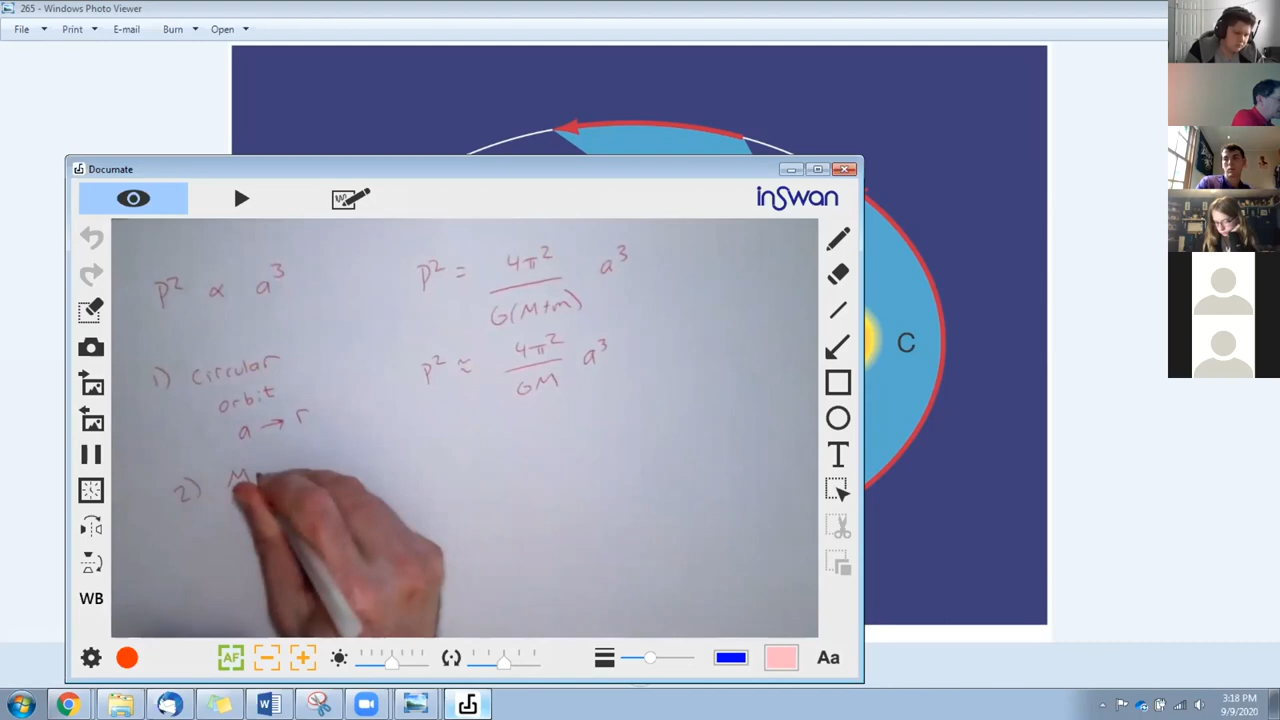 265 - Windows Photo Viewer
File Print E-mail Burn Open
Documate
inSwan
P² ∝ a³
P² = 4π² / G(M+m) a³
P² ≈ 4π² / GM a³
1) Circular
orbit
a → r
2) M
C
T
WB
AF
Aa
3:18 PM
9/9/2020